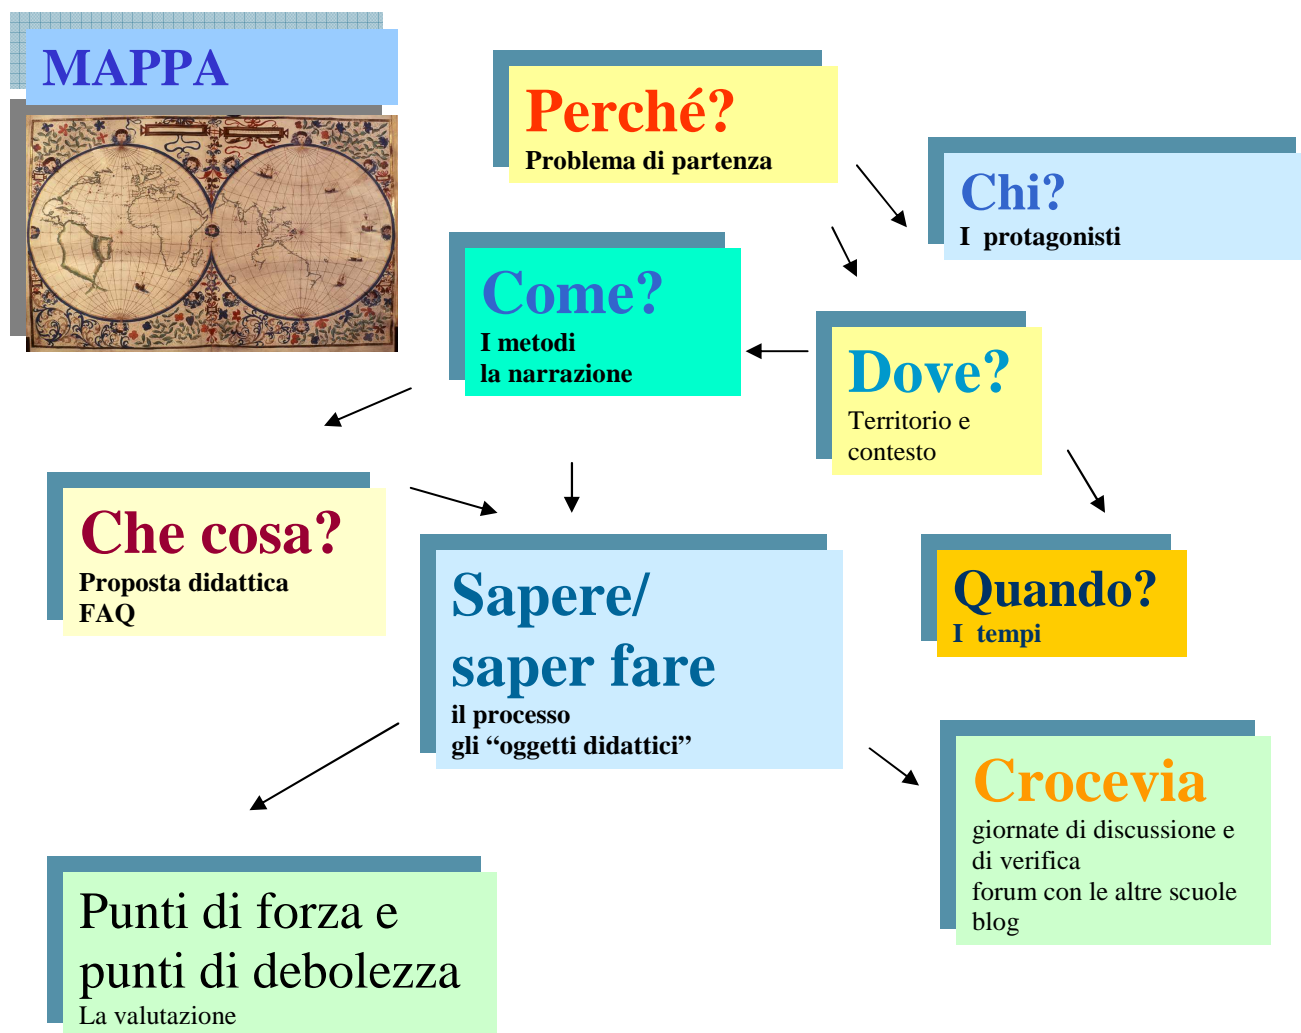 MAPPA
Perché?
Problema di partenza
Chi?
I protagonisti
Come?
I metodi
la narrazione
Dove?
Territorio e
contesto
Che cosa?
Proposta didattica
FAQ
Sapere/
saper fare
il processo
gli “oggetti didattici”
Quando?
I tempi
Crocevia
giornate di discussione e
di verifica
forum con le altre scuole
blog
Punti di forza e
punti di debolezza
La valutazione